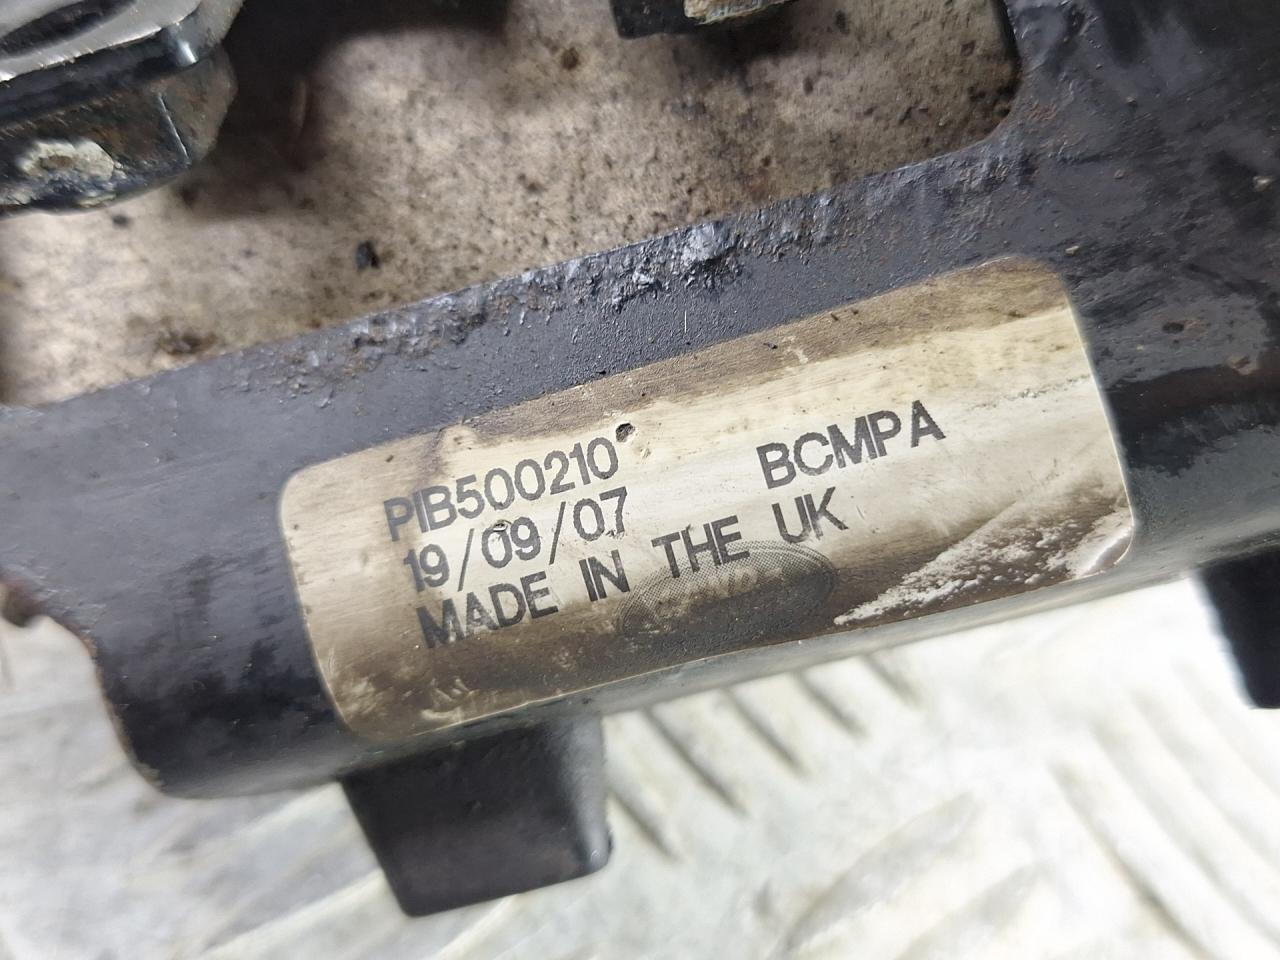 PIB500210 BCMPA
19/09/07
MADE IN THE UK